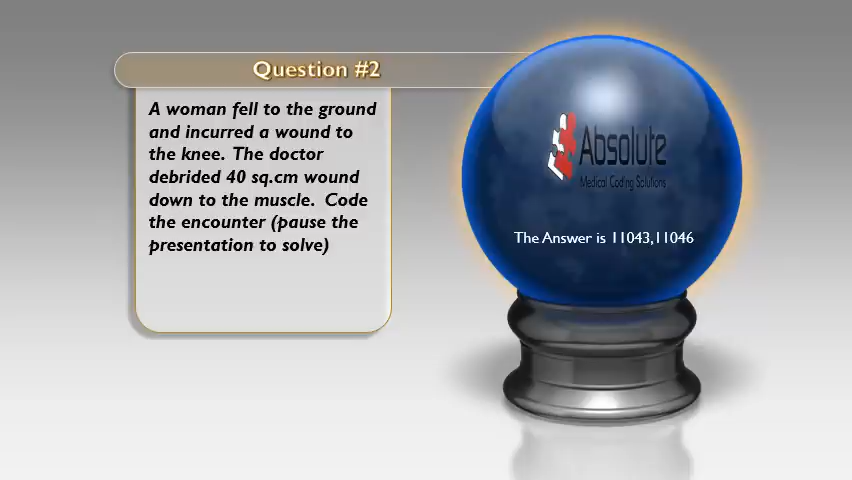 Question #2
A woman fell to the ground
and incurred a wound to
the knee. The doctor
debrided 40 sq.cm wound
down to the muscle. Code
the encounter (pause the
presentation to solve)
Absolute
Medical Coding Solutions
The Answer is 11043,11046